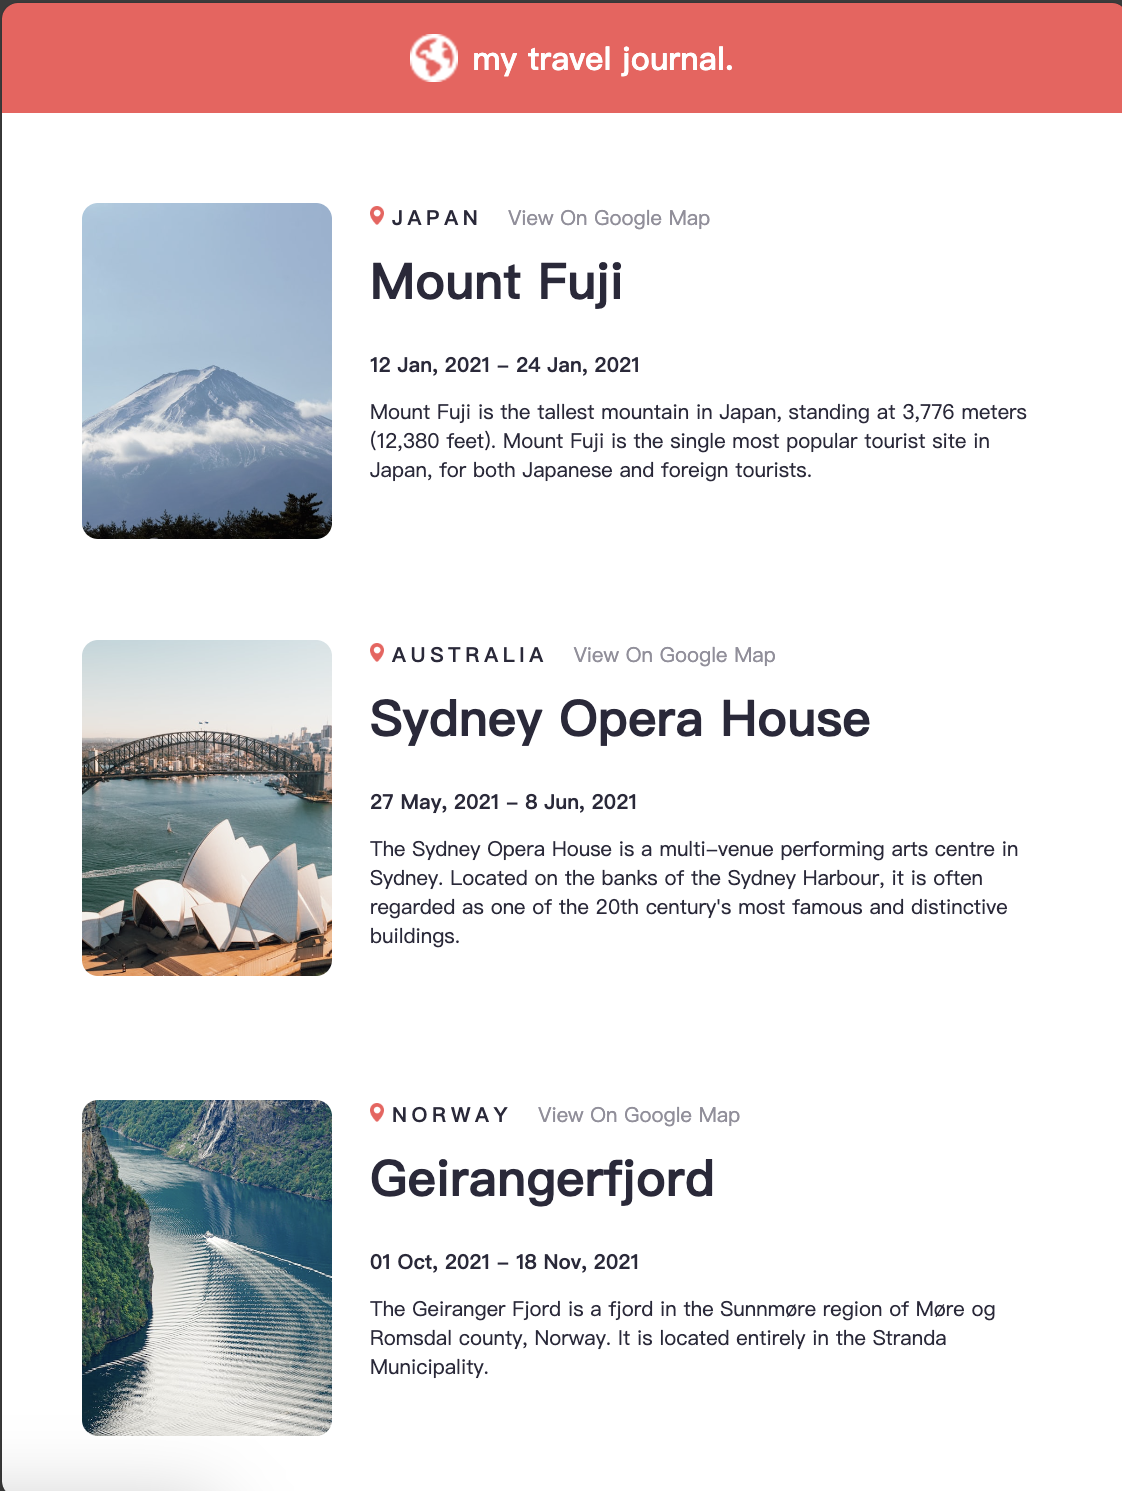 my travel journal.
JAPAN View On Google Map
Mount Fuji
12 Jan, 2021 – 24 Jan, 2021
Mount Fuji is the tallest mountain in Japan, standing at 3,776 meters
(12,380 feet). Mount Fuji is the single most popular tourist site in
Japan, for both Japanese and foreign tourists.
AUSTRALIA View On Google Map
Sydney Opera House
27 May, 2021 – 8 Jun, 2021
The Sydney Opera House is a multi-venue performing arts centre in
Sydney. Located on the banks of the Sydney Harbour, it is often
regarded as one of the 20th century's most famous and distinctive
buildings.
NORWAY View On Google Map
Geirangerfjord
01 Oct, 2021 – 18 Nov, 2021
The Geiranger Fjord is a fjord in the Sunnmøre region of Møre og
Romsdal county, Norway. It is located entirely in the Stranda
Municipality.